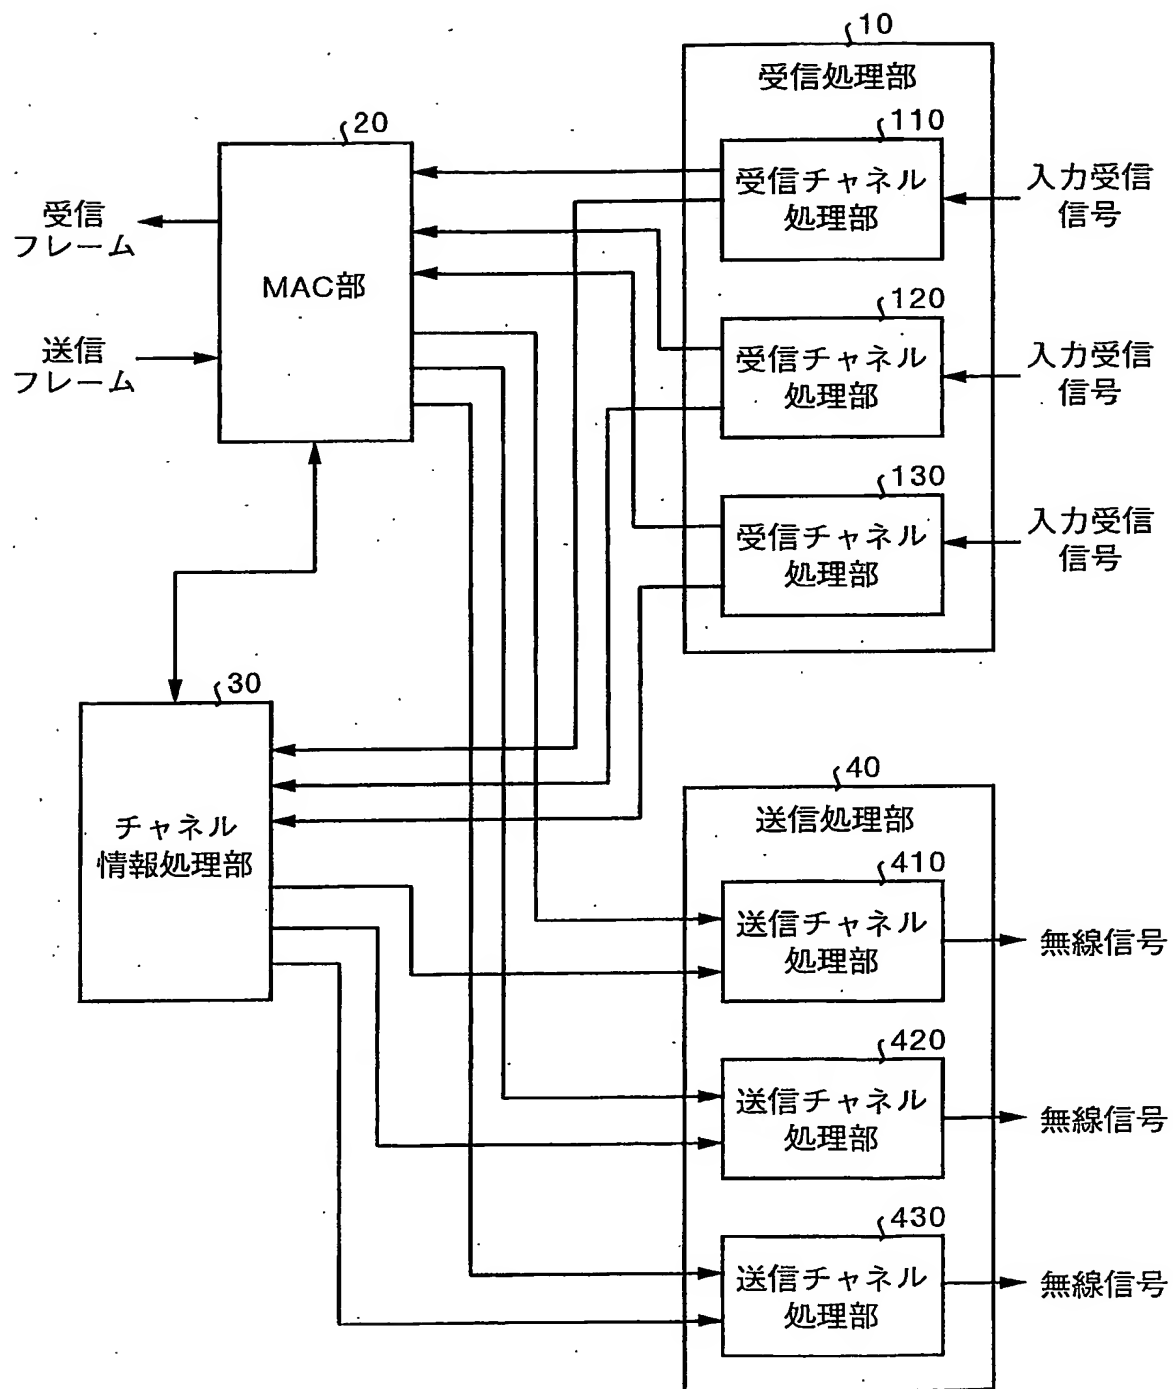 10
受信処理部
20
110
受信チャネル
処理部
入力受信
信号
受信
フレーム
MAC部
120
受信チャネル
処理部
入力受信
信号
送信
フレーム
130
受信チャネル
処理部
入力受信
信号
30
チャネル
情報処理部
40
送信処理部
410
送信チャネル
処理部
無線信号
420
送信チャネル
処理部
無線信号
430
送信チャネル
処理部
無線信号